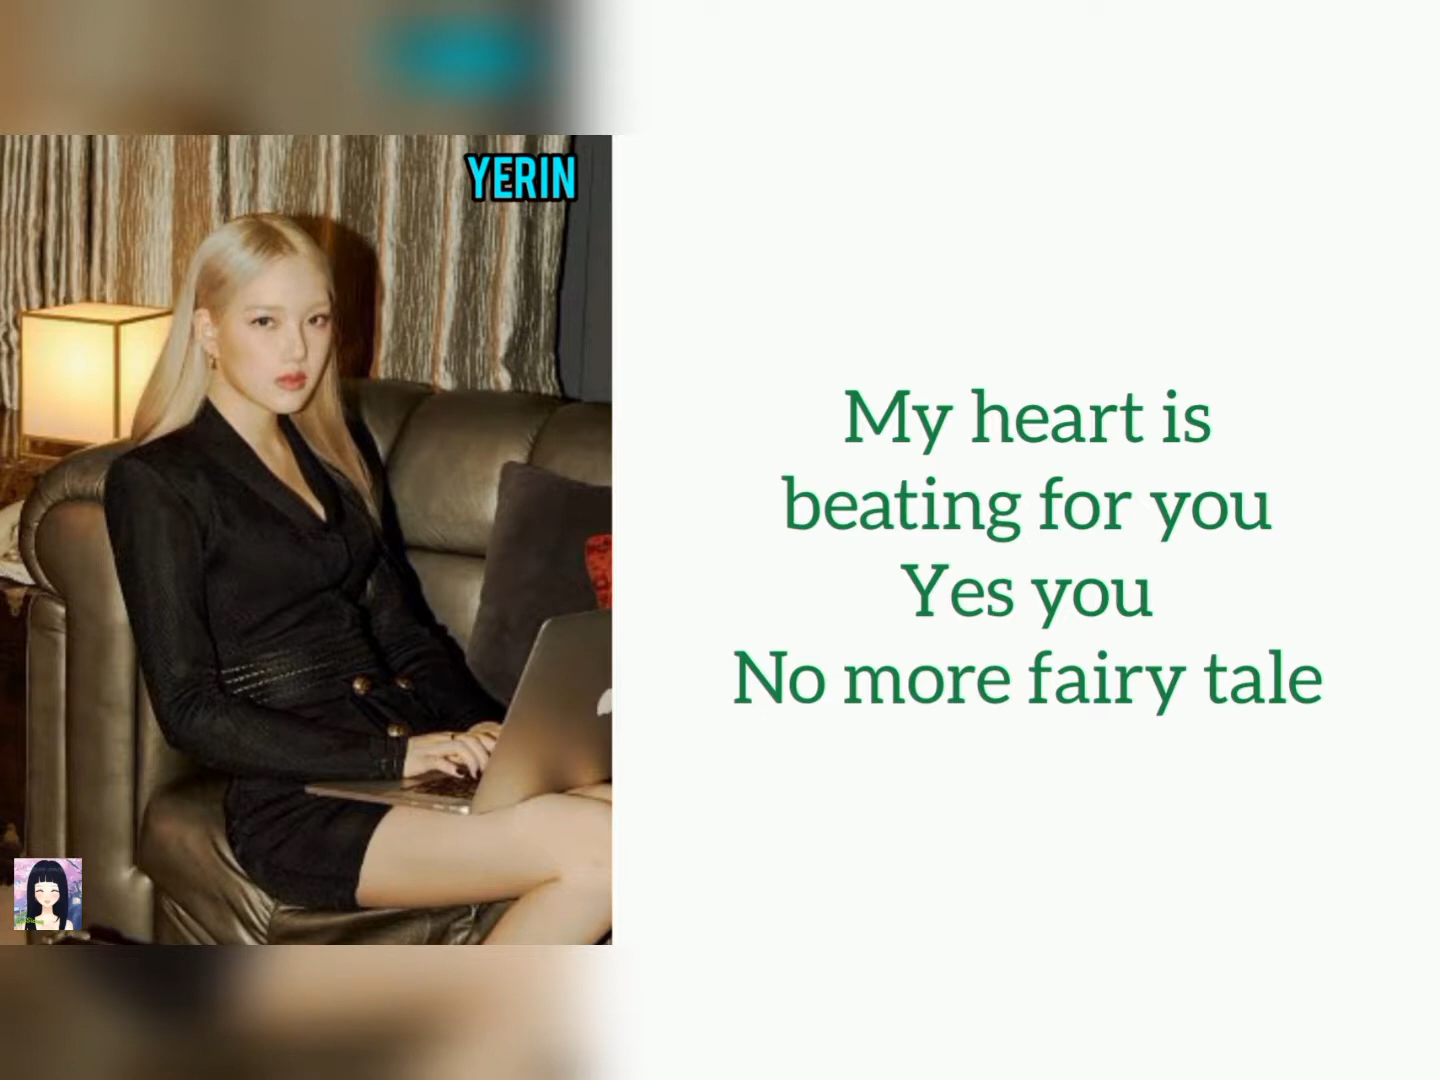 YERIN
My heart is
beating for you
Yes you
No more fairy tale